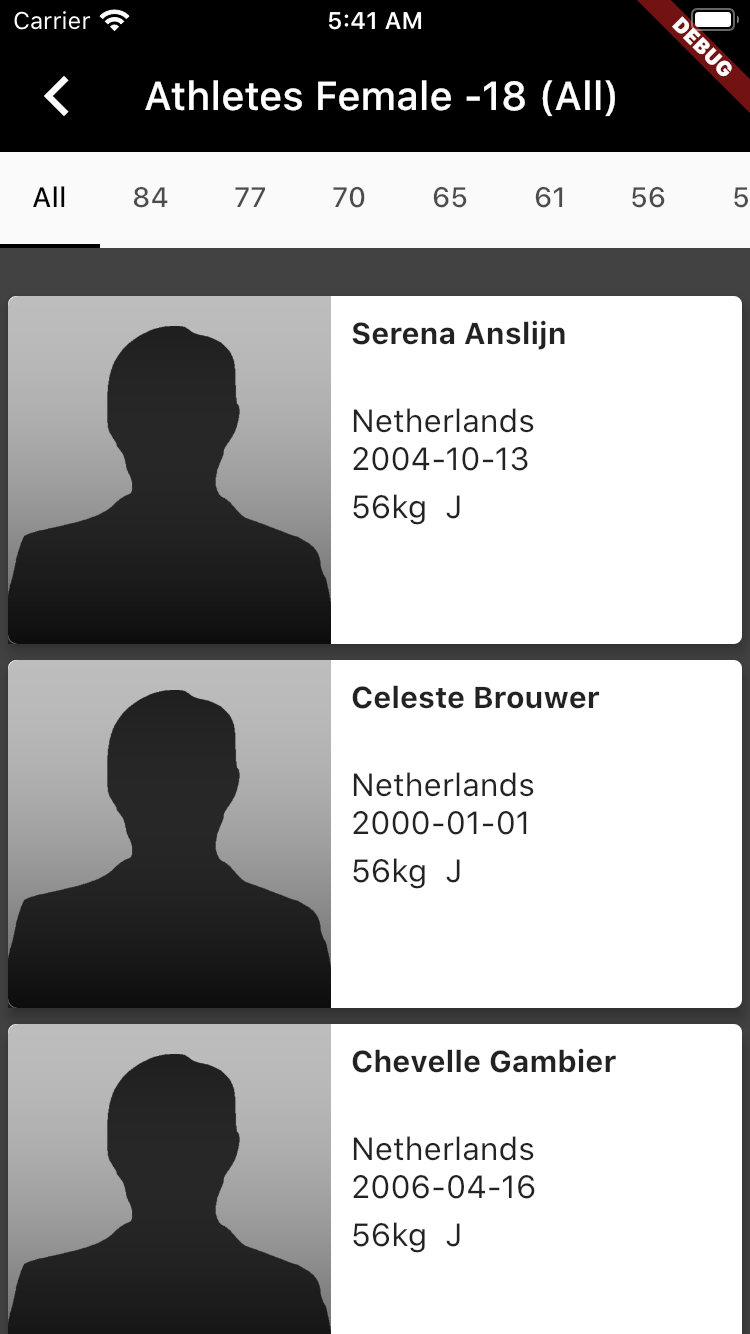 Carrier 5:41 AM
DEBUG
Athletes Female -18 (All)
All 84 77 70 65 61 56 5
Serena Anslijn
Netherlands
2004-10-13
56kg J
Celeste Brouwer
Netherlands
2000-01-01
56kg J
Chevelle Gambier
Netherlands
2006-04-16
56kg J